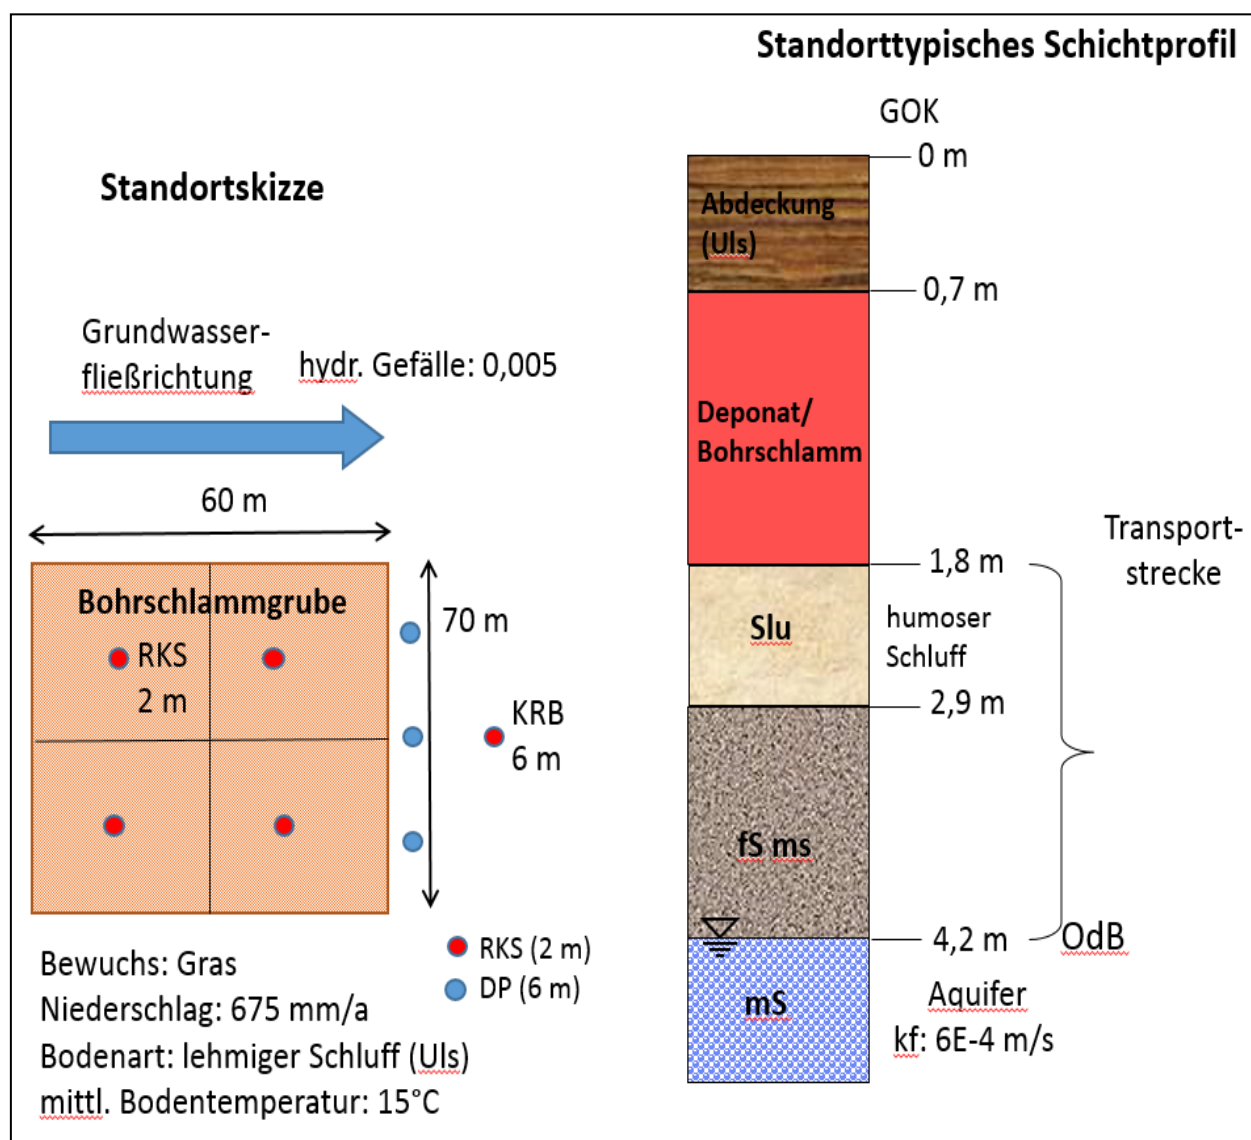 Standorttypisches Schichtprofil
GOK
0 m
Standortskizze
Abdeckung
(Uls)
0,7 m
Grundwasser-
fließrichtung
hydr. Gefälle: 0,005
Deponat/
Bohrschlamm
60 m
Transport-
strecke
1,8 m
Bohrschlammgrube
70 m
Slu
humoser
Schluff
RKS
2 m
2,9 m
KRB
6 m
fS ms
RKS (2 m)
DP (6 m)
4,2 m
OdB
Bewuchs: Gras
Niederschlag: 675 mm/a
Bodenart: lehmiger Schluff (Uls)
mittl. Bodentemperatur: 15°C
mS
Aquifer
kf: 6E-4 m/s